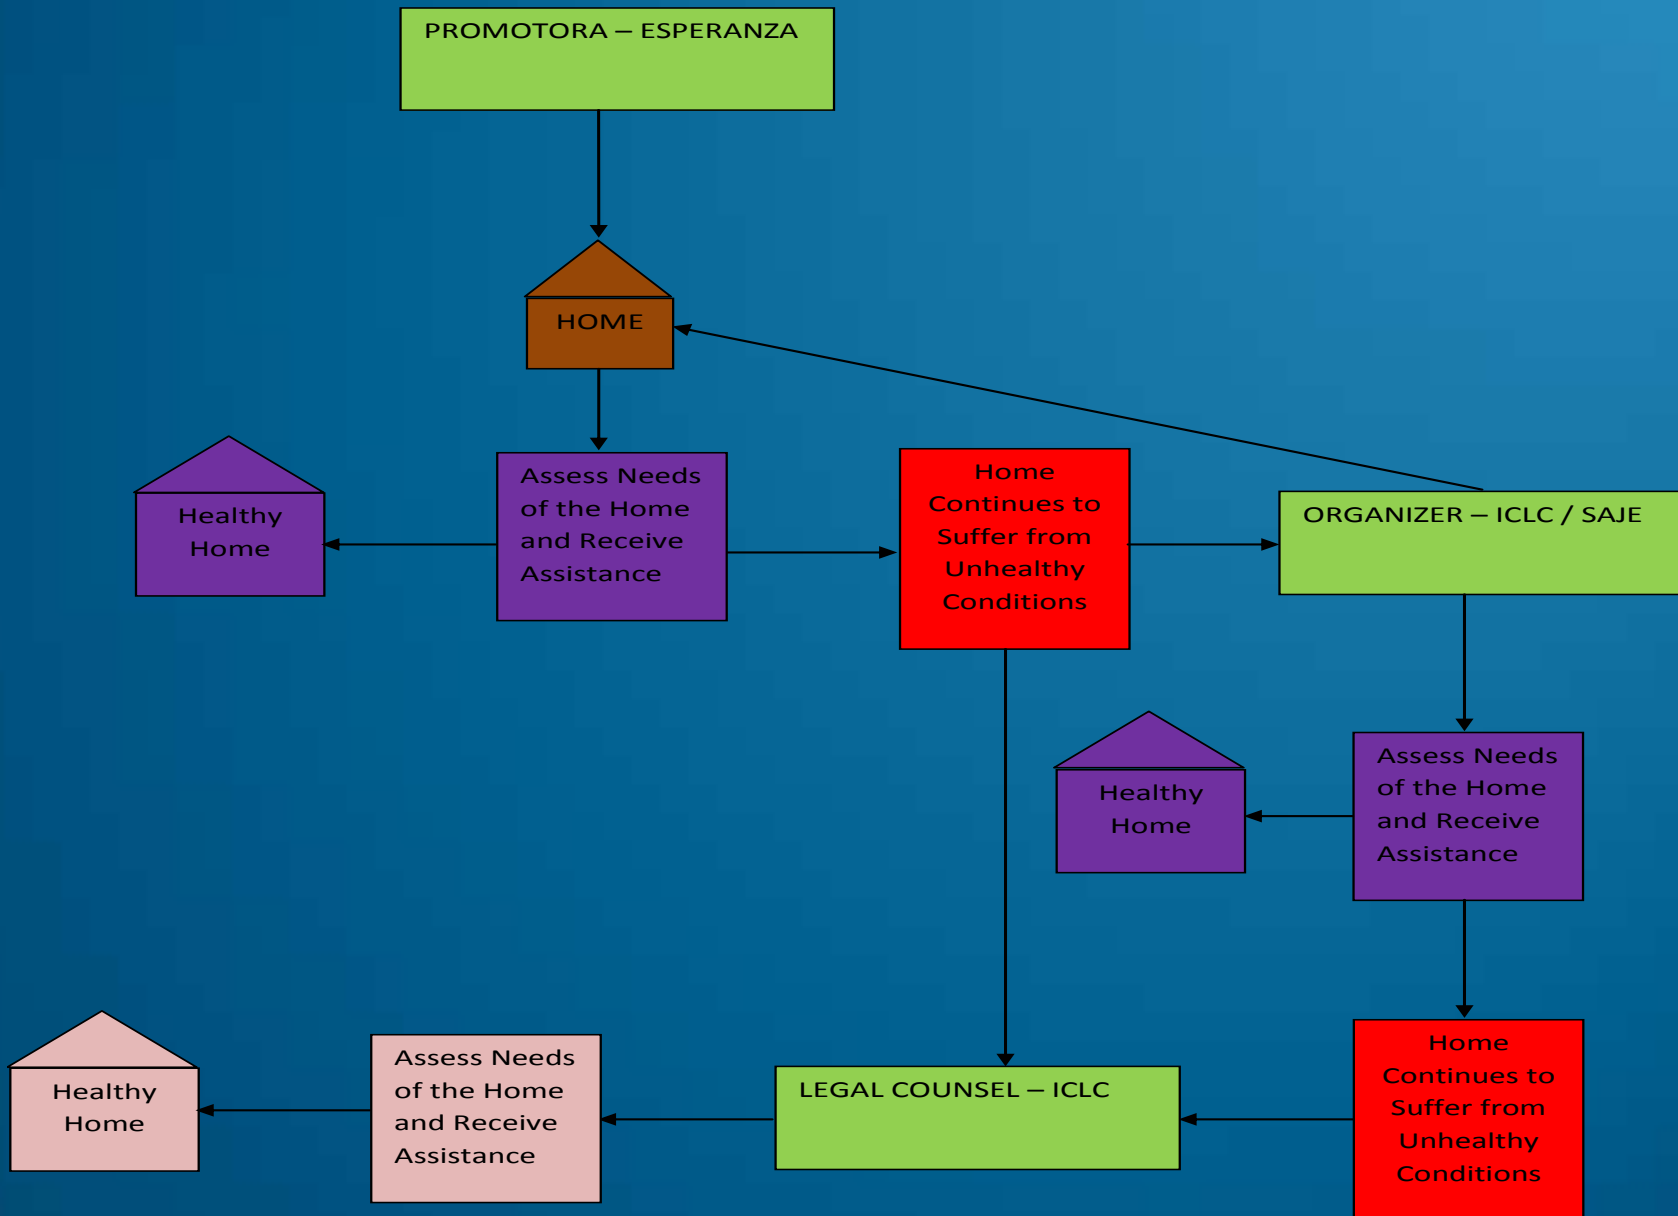 PROMOTORA – ESPERANZA
HOME
Healthy
Home
Assess Needs
of the Home
and Receive
Assistance
Home
Continues to
Suffer from
Unhealthy
Conditions
ORGANIZER – ICLC / SAJE
Healthy
Home
Assess Needs
of the Home
and Receive
Assistance
Healthy
Home
Assess Needs
of the Home
and Receive
Assistance
LEGAL COUNSEL – ICLC
Home
Continues to
Suffer from
Unhealthy
Conditions